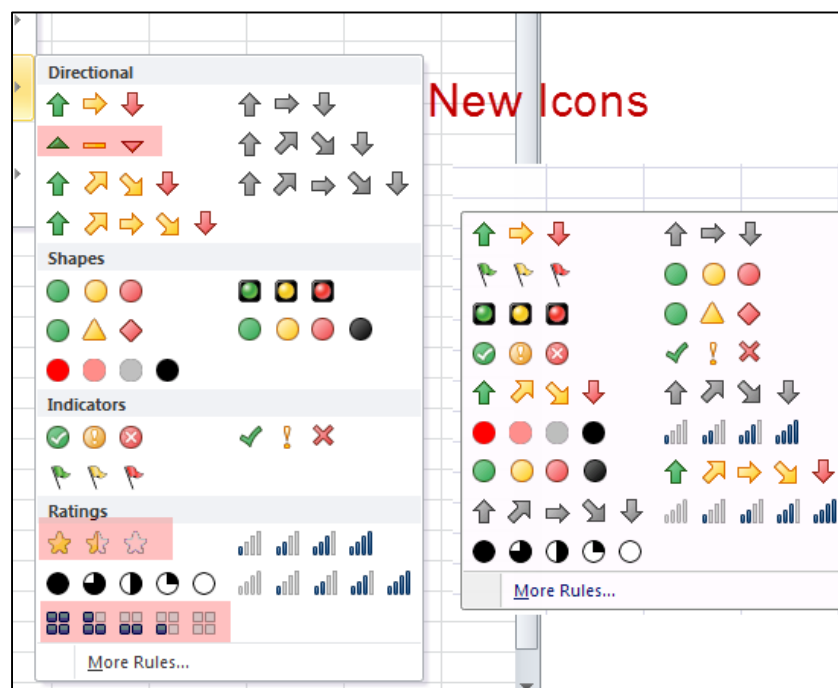 Directional
New Icons
Shapes
Indicators
Ratings
More Rules...
More Rules...